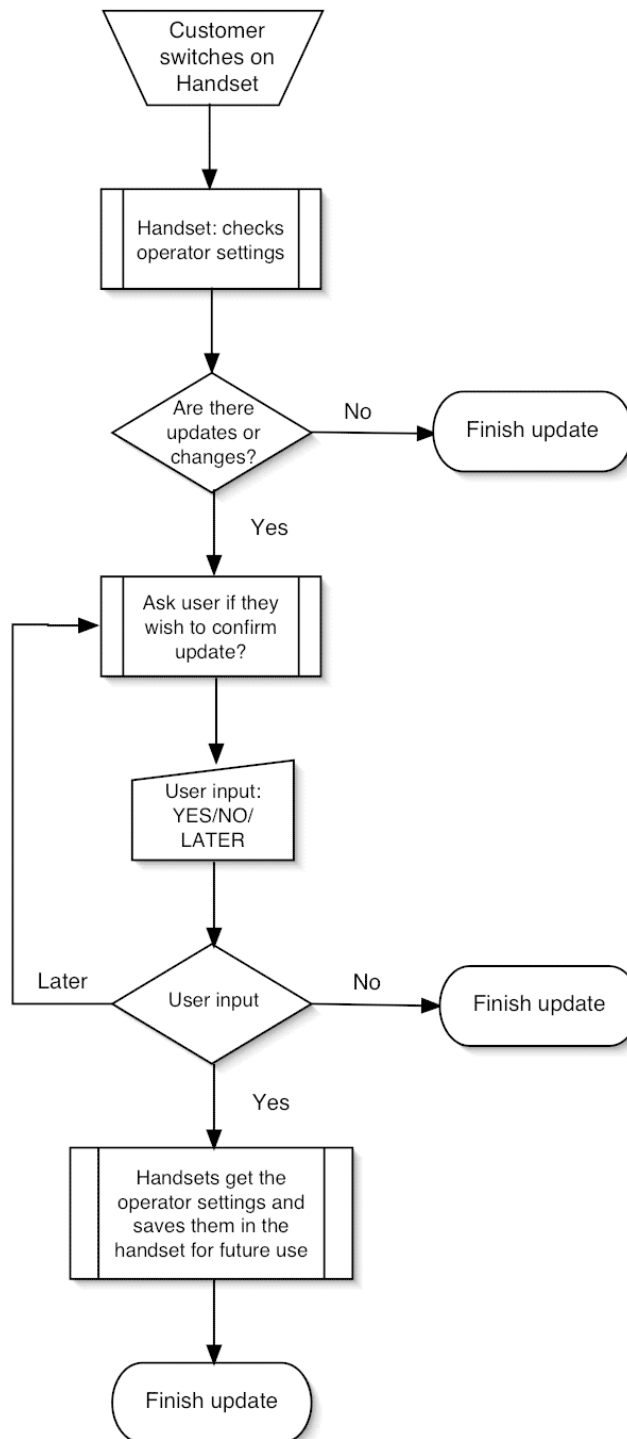 Customer
switches on
Handset
Handset: checks
operator settings
Are there
updates or
changes?
No
Finish update
Yes
Ask user if they
wish to confirm
update?
User input:
YES/NO/
LATER
Later
User input
No
Finish update
Yes
Handsets get the
operator settings and
saves them in the
handset for future use
Finish update